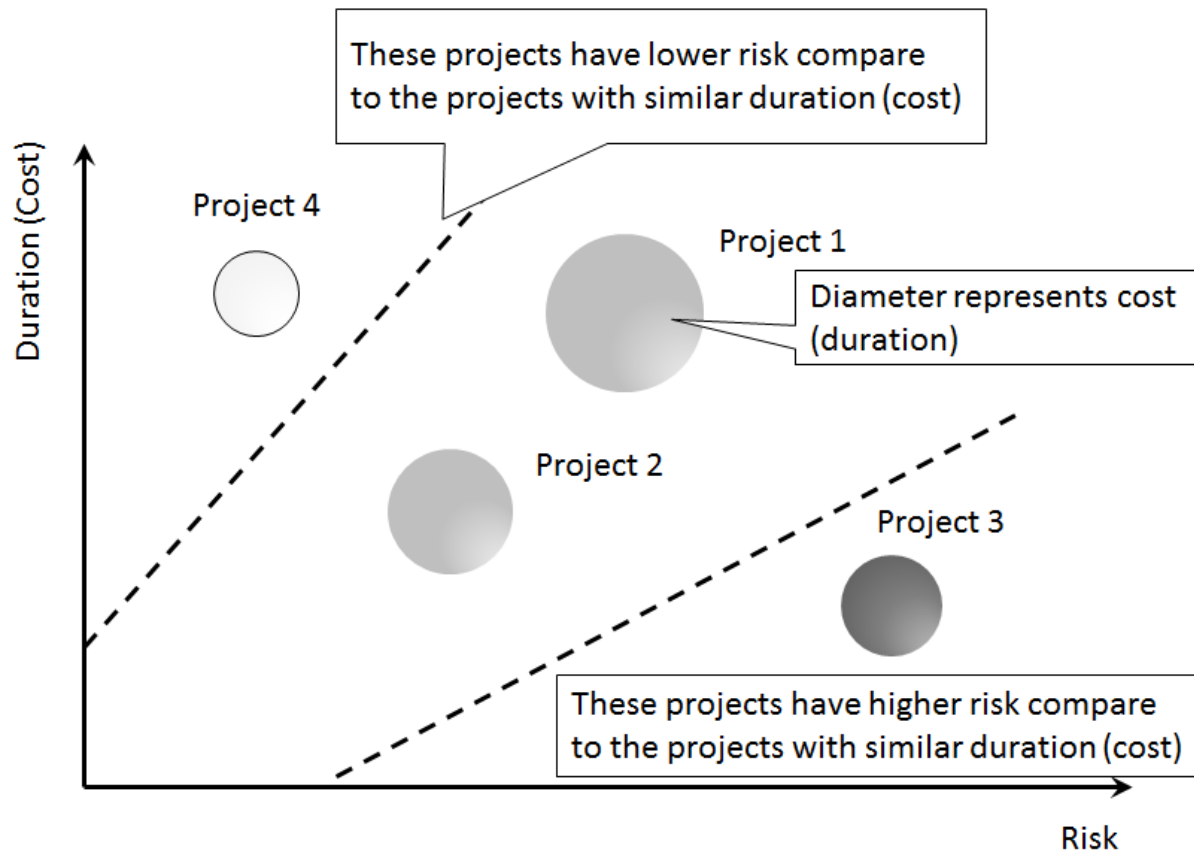 These projects have lower risk compare
to the projects with similar duration (cost)
Duration (Cost)
Project 4
Project 1
Diameter represents cost
(duration)
Project 2
Project 3
These projects have higher risk compare
to the projects with similar duration (cost)
Risk